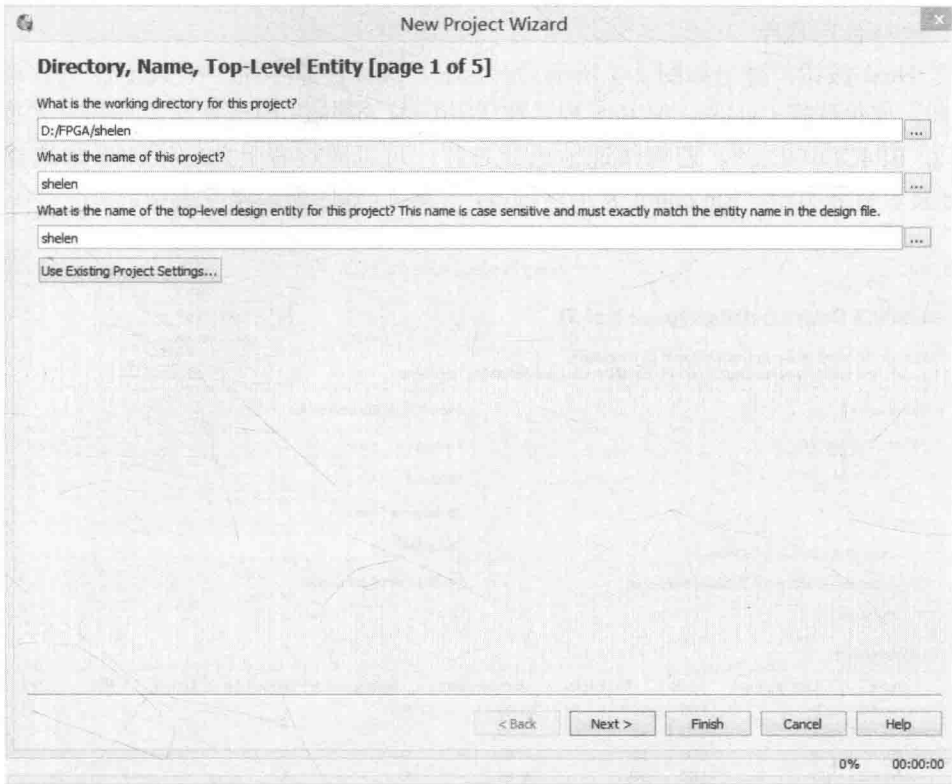 New Project Wizard
Directory, Name, Top-Level Entity [page 1 of 5]
What is the working directory for this project?
D:/FPGA/shelen
...
What is the name of this project?
shelen
...
What is the name of the top-level design entity for this project? This name is case sensitive and must exactly match the entity name in the design file.
shelen
...
Use Existing Project Settings...
< Back
Next >
Finish
Cancel
Help
0%
00:00:00